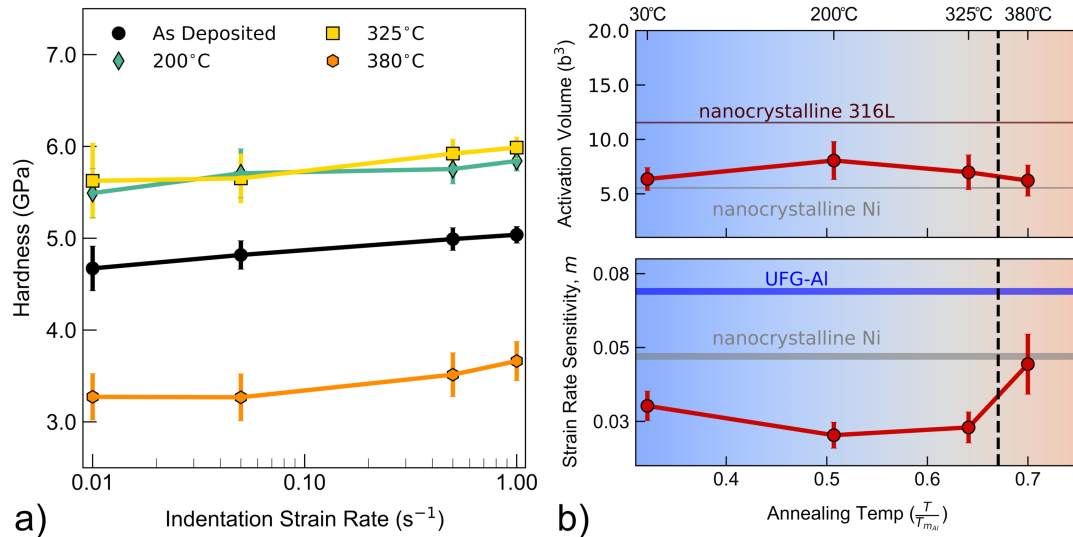 As Deposited
200°C
325°C
380°C
7.0
6.0
5.0
4.0
3.0
Hardness (GPa)
0.01
0.10
1.00
Indentation Strain Rate (s⁻¹)
a)
30℃
200℃
325℃
380℃
20.0
15.0
10.0
5.0
Activation Volume (b³)
nanocrystalline 316L
nanocrystalline Ni
0.08
0.05
0.03
Strain Rate Sensitivity, m
UFG-Al
nanocrystalline Ni
0.4
0.5
0.6
0.7
Annealing Temp (T/T_mAl)
b)